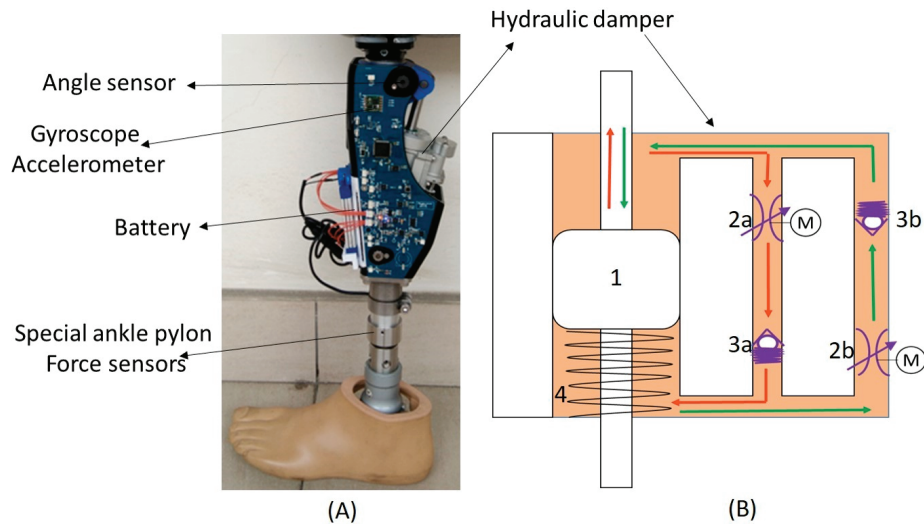 Hydraulic damper
Angle sensor
Gyroscope
Accelerometer
Battery
Special ankle pylon
Force sensors
1
2a
M
3b
3a
2b
M
4
(A)
(B)